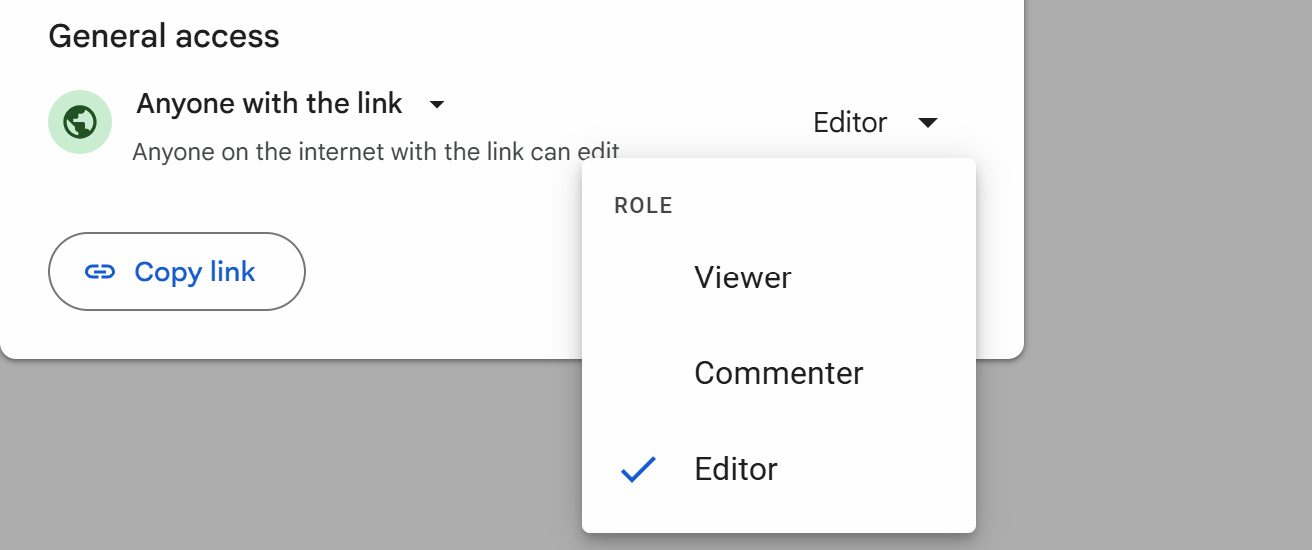 General access
Anyone with the link
Editor
Anyone on the internet with the link can edit
ROLE
Copy link
Viewer
Commenter
Editor